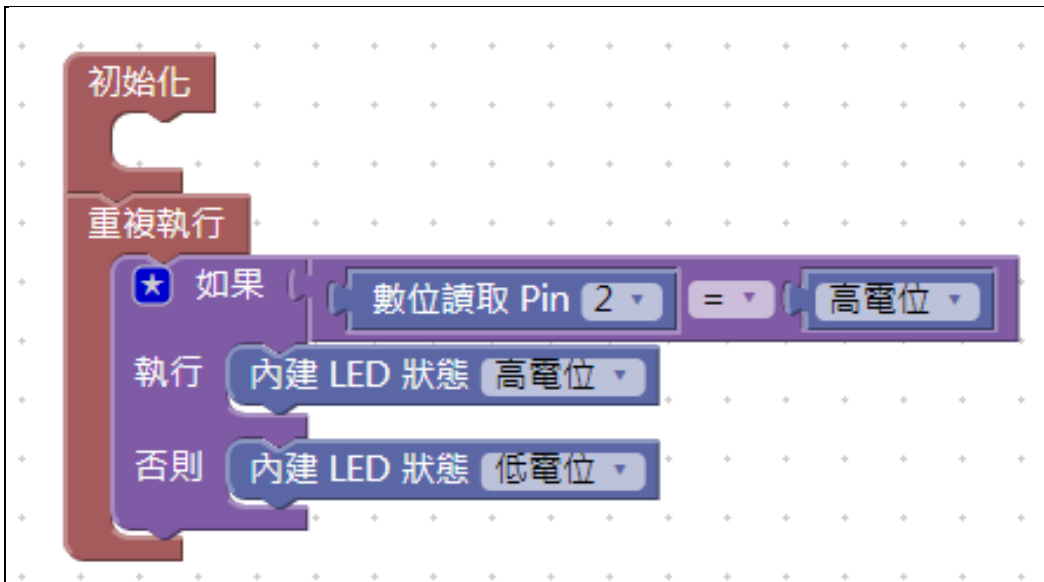 初始化
重複執行
如果 數位讀取 Pin 2 = 高電位
執行 內建 LED 狀態 高電位
否則 內建 LED 狀態 低電位